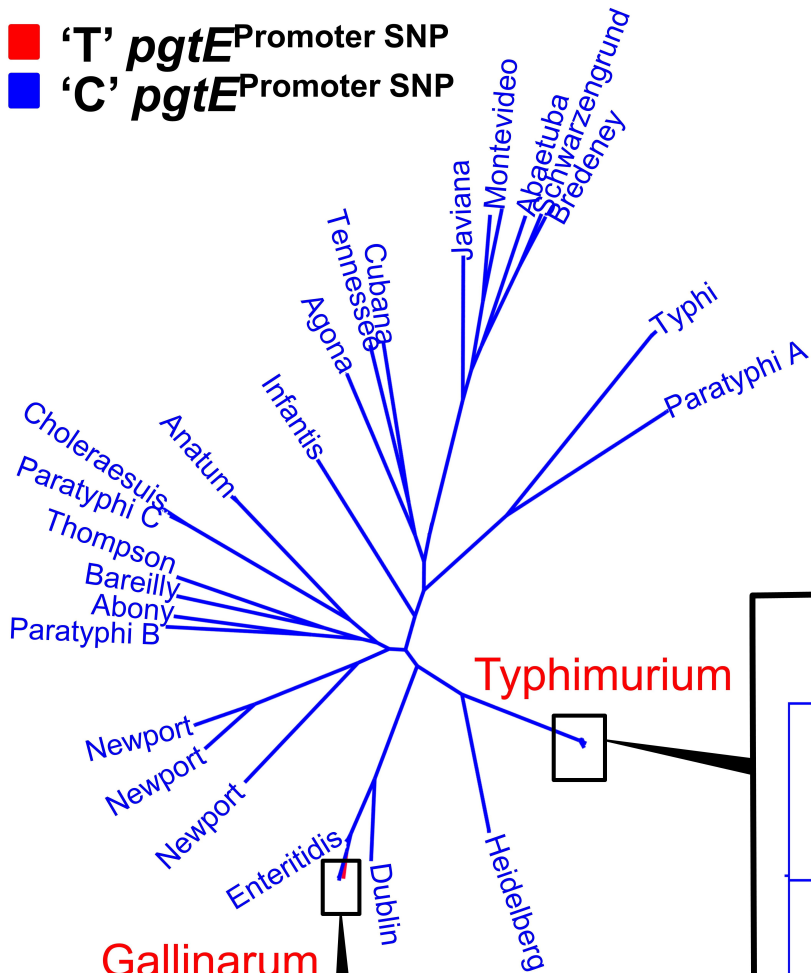 ‘T’ pgtE Promoter SNP
‘C’ pgtE Promoter SNP
Javiana
Montevideo
Abaetuba
Schwarzengrund
Bredeney
Tennessee
Cubana
Agona
Infantis
Typhi
Paratyphi A
Anatum
Choleraesuis
Paratyphi C
Thompson
Bareilly
Abony
Paratyphi B
Typhimurium
Newport
Newport
Newport
Enteritidis
Dublin
Heidelberg
Gallinarum